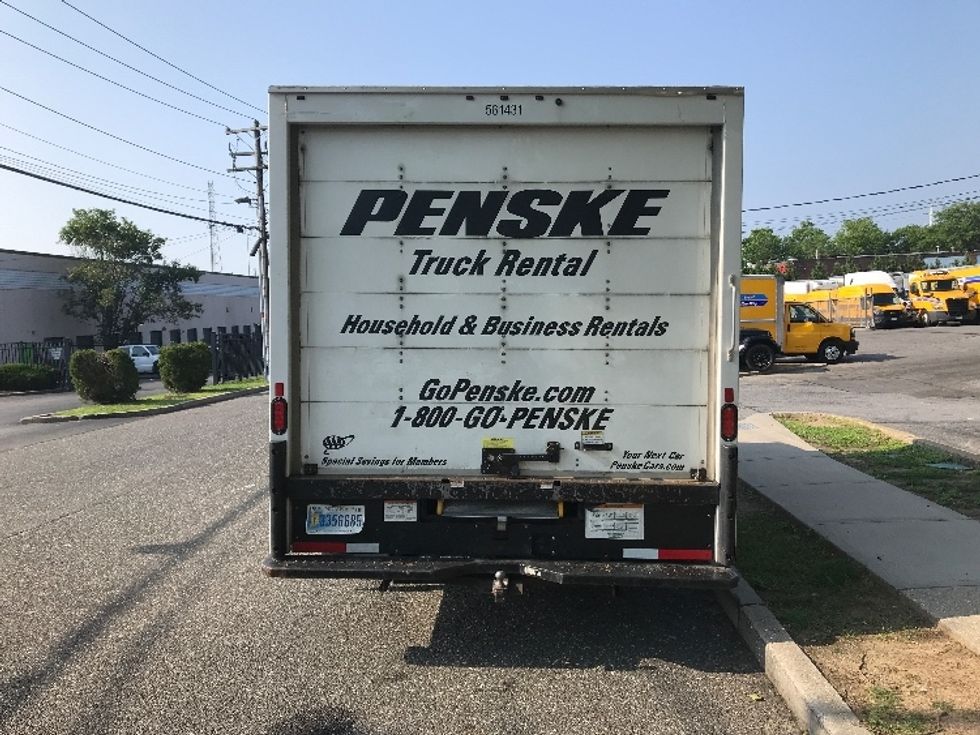 561431
PENSKE
Truck Rental
Household & Business Rentals
GoPenske.com
1-800-GO-PENSKE
AAA
Special Savings for Members
Your Next Car
PenskeCars.com